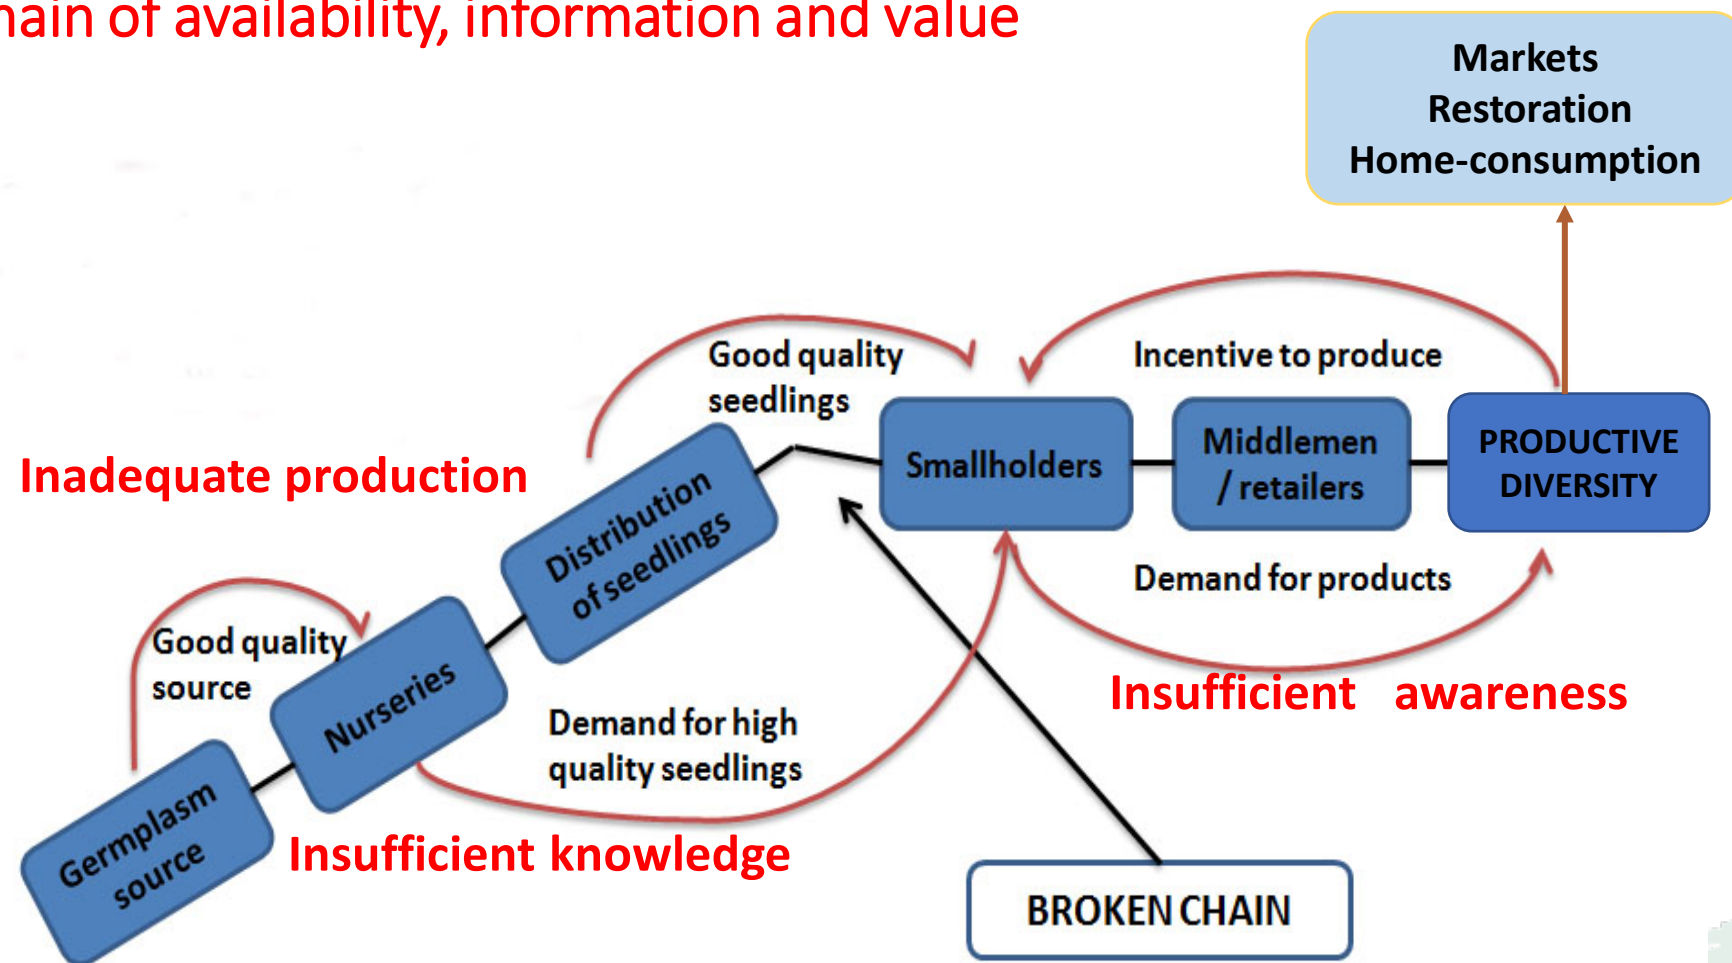 hain of availability, information and value
Markets
Restoration
Home-consumption
Good quality
seedlings
Incentive to produce
Smallholders
Middlemen
/ retailers
PRODUCTIVE
DIVERSITY
Inadequate production
Distribution
of seedlings
Demand for products
Good quality
source
Nurseries
Insufficient awareness
Demand for high
quality seedlings
Germplasm
source
Insufficient knowledge
BROKEN CHAIN